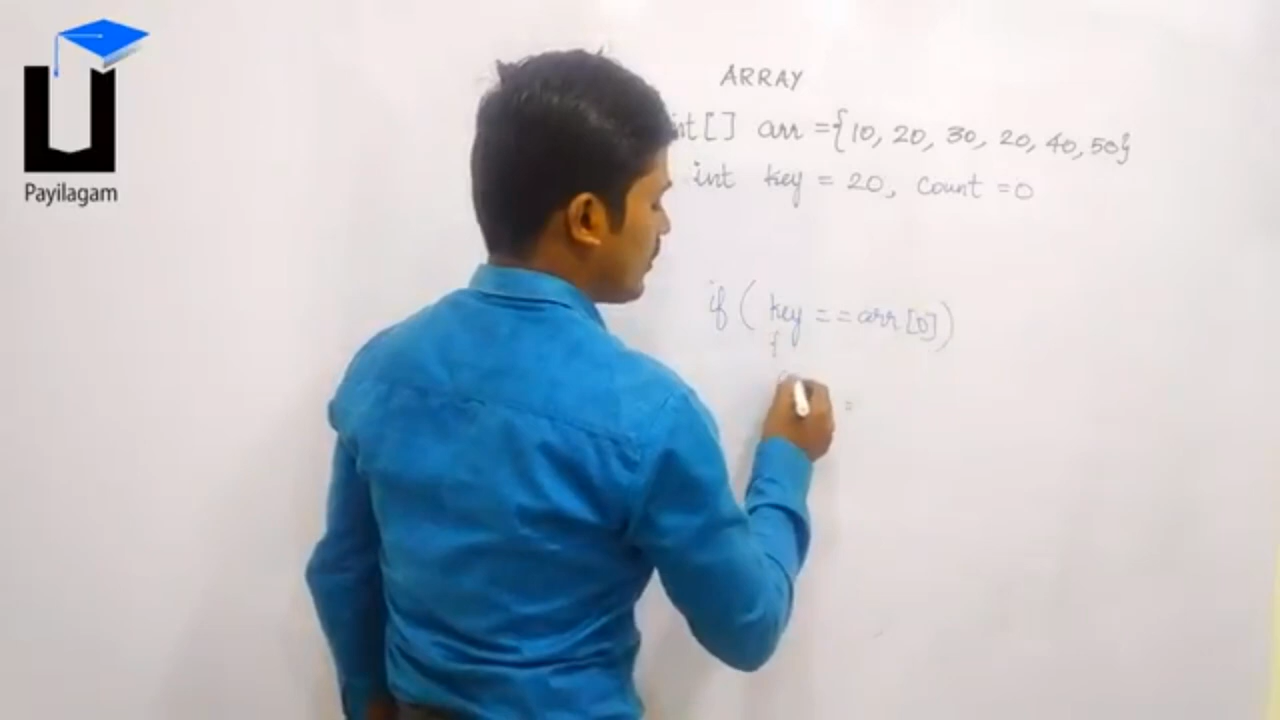 Payilagam
ARRAY
int[] arr ={10, 20, 30, 20, 40, 50}
int key = 20, count =0
if ( key == arr [0])
{